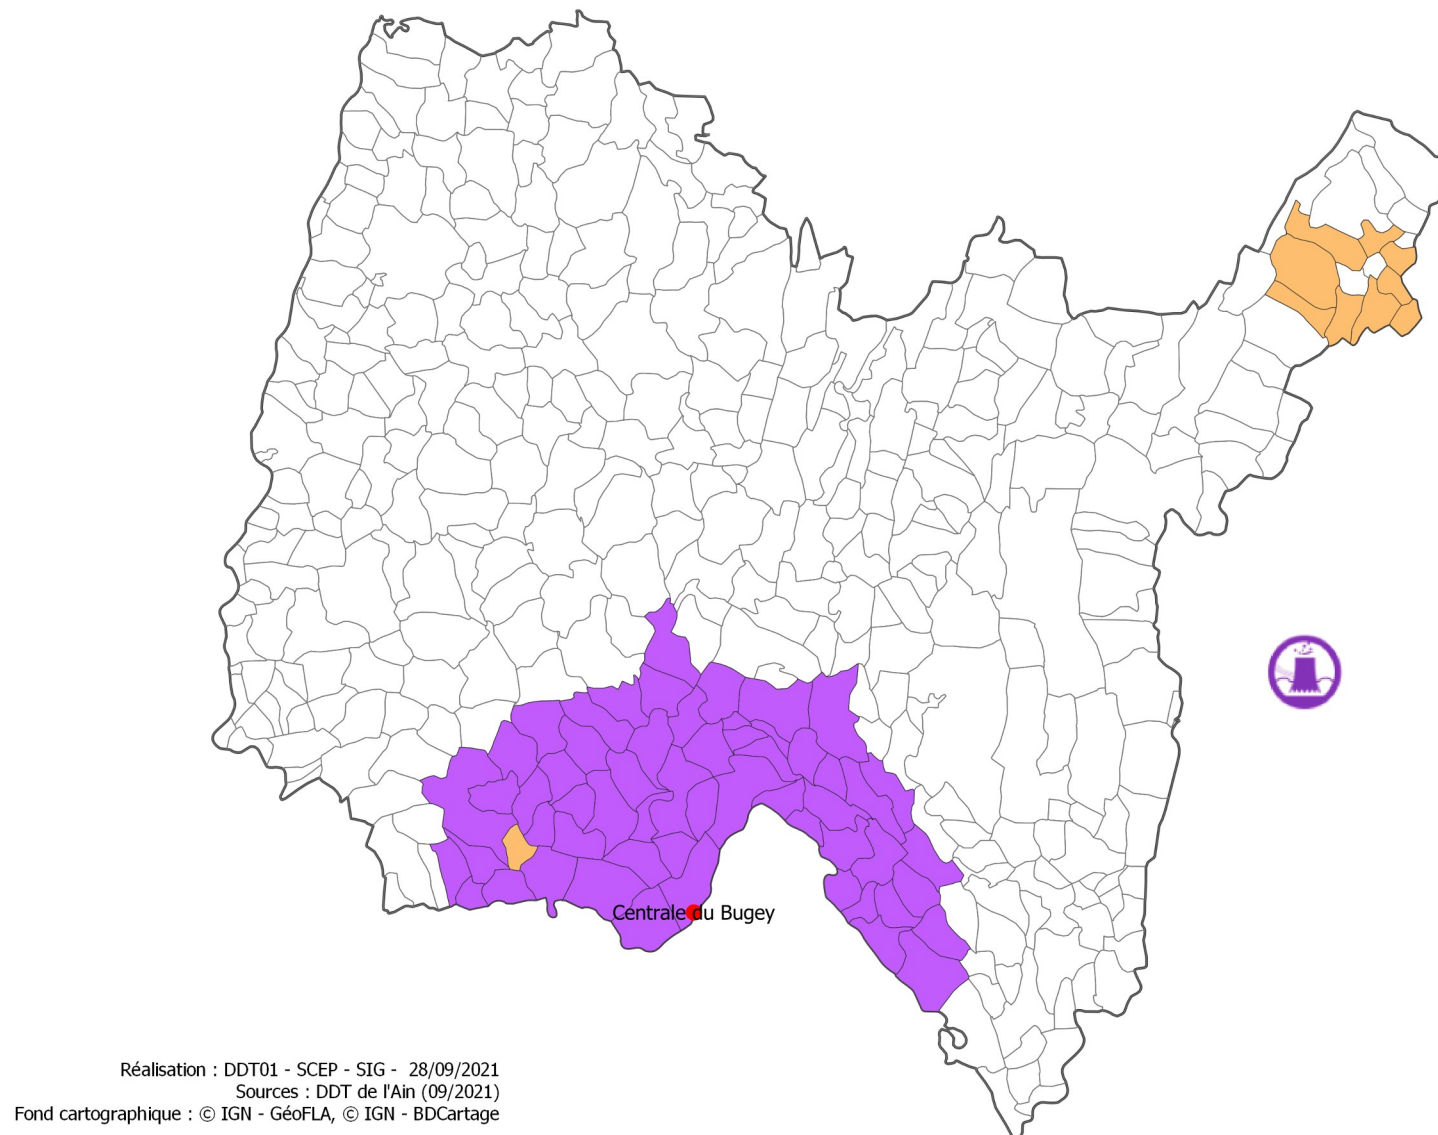 Centrale du Bugey
Réalisation : DDT01 - SCEP - SIG - 28/09/2021
Sources : DDT de l'Ain (09/2021)
Fond cartographique : © IGN - GéoFLA, © IGN - BDCartage